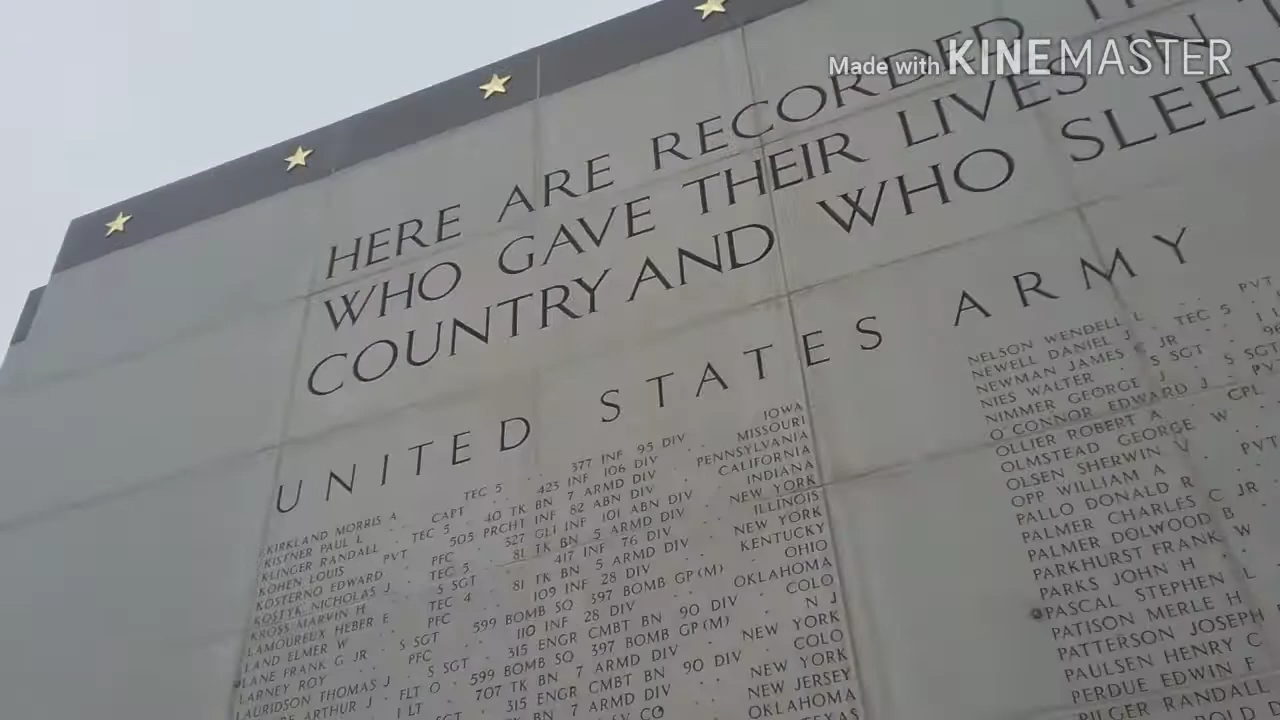 Made with KINEMASTER
HERE ARE RECORDED
WHO GAVE THEIR LIVES IN
COUNTRY AND WHO SLEEP
UNITED STATES ARMY
KIRKLAND MORRIS A TEC 5 377 INF 95 DIV IOWA
KISTNER PAUL L CAPT 423 INF 106 DIV MISSOURI
KLINGER RANDALL TEC 5 40 TK BN 7 ARMD DIV PENNSYLVANIA
KOHEN LOUIS PVT 505 PRCHT INF 82 ABN DIV CALIFORNIA
KOSTERNO EDWARD PFC 327 GLI INF 101 ABN DIV INDIANA
KOSTYK NICHOLAS J TEC 5 81 TK BN 5 ARMD DIV NEW YORK
KROSS MARVIN H S SGT 417 INF 76 DIV ILLINOIS
LAMOUREUX HEBER E TEC 4 81 TK BN 5 ARMD DIV NEW YORK
LAND ELMER W PFC 109 INF 28 DIV KENTUCKY
LANE FRANK G JR S SGT 599 BOMB SQ 397 BOMB GP(M) OHIO
LARNEY ROY PFC 110 INF 28 DIV OKLAHOMA
LAURIDSON THOMAS J S SGT 315 ENGR CMBT BN 90 DIV COLO
ARTHUR J FLT O 599 BOMB SQ 397 BOMB GP(M) N J
1 LT 707 TK BN 7 ARMD DIV NEW YORK
SGT 315 ENGR CMBT BN 90 DIV COLO
TK BN 7 ARMD DIV NEW YORK
NEW JERSEY
OKLAHOMA
TEXAS
NELSON WENDELL L PVT
NEWELL DANIEL J TEC 5
NEWMAN JAMES C JR
NIES WALTER S SGT
NIMMER GEORGE J S SGT
O'CONNOR EDWARD J PV
OLLIER ROBERT A CPL
OLMSTEAD GEORGE W
OLSEN SHERWIN V PVT
OPP WILLIAM A
PALLO DONALD R
PALMER CHARLES C JR
PALMER DOLWOOD B
PARKHURST FRANK W
PARKS JOHN H
PASCAL STEPHEN L
PATISON MERLE H
PATTERSON JOSEPH
PAULSEN HENRY C
PERDUE EDWIN F
PILGER RANDALL